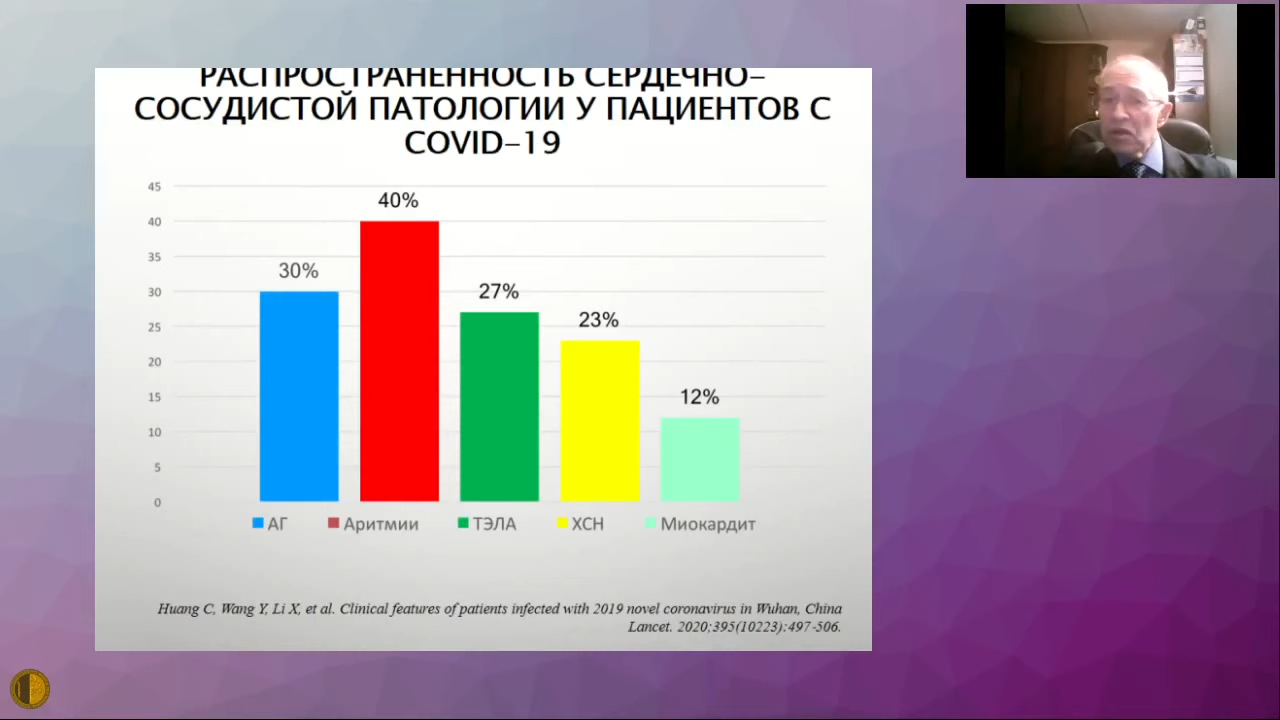 РАСПРОСТРАНЕННОСТЬ СЕРДЕЧНО-
СОСУДИСТОЙ ПАТОЛОГИИ У ПАЦИЕНТОВ С
COVID-19
45
40
35
30
25
20
15
10
5
0
30%
40%
27%
23%
12%
АГ
Аритмии
ТЭЛА
ХСН
Миокардит
Huang C, Wang Y, Li X, et al. Clinical features of patients infected with 2019 novel coronavirus in Wuhan, China
Lancet. 2020;395(10223):497-506.